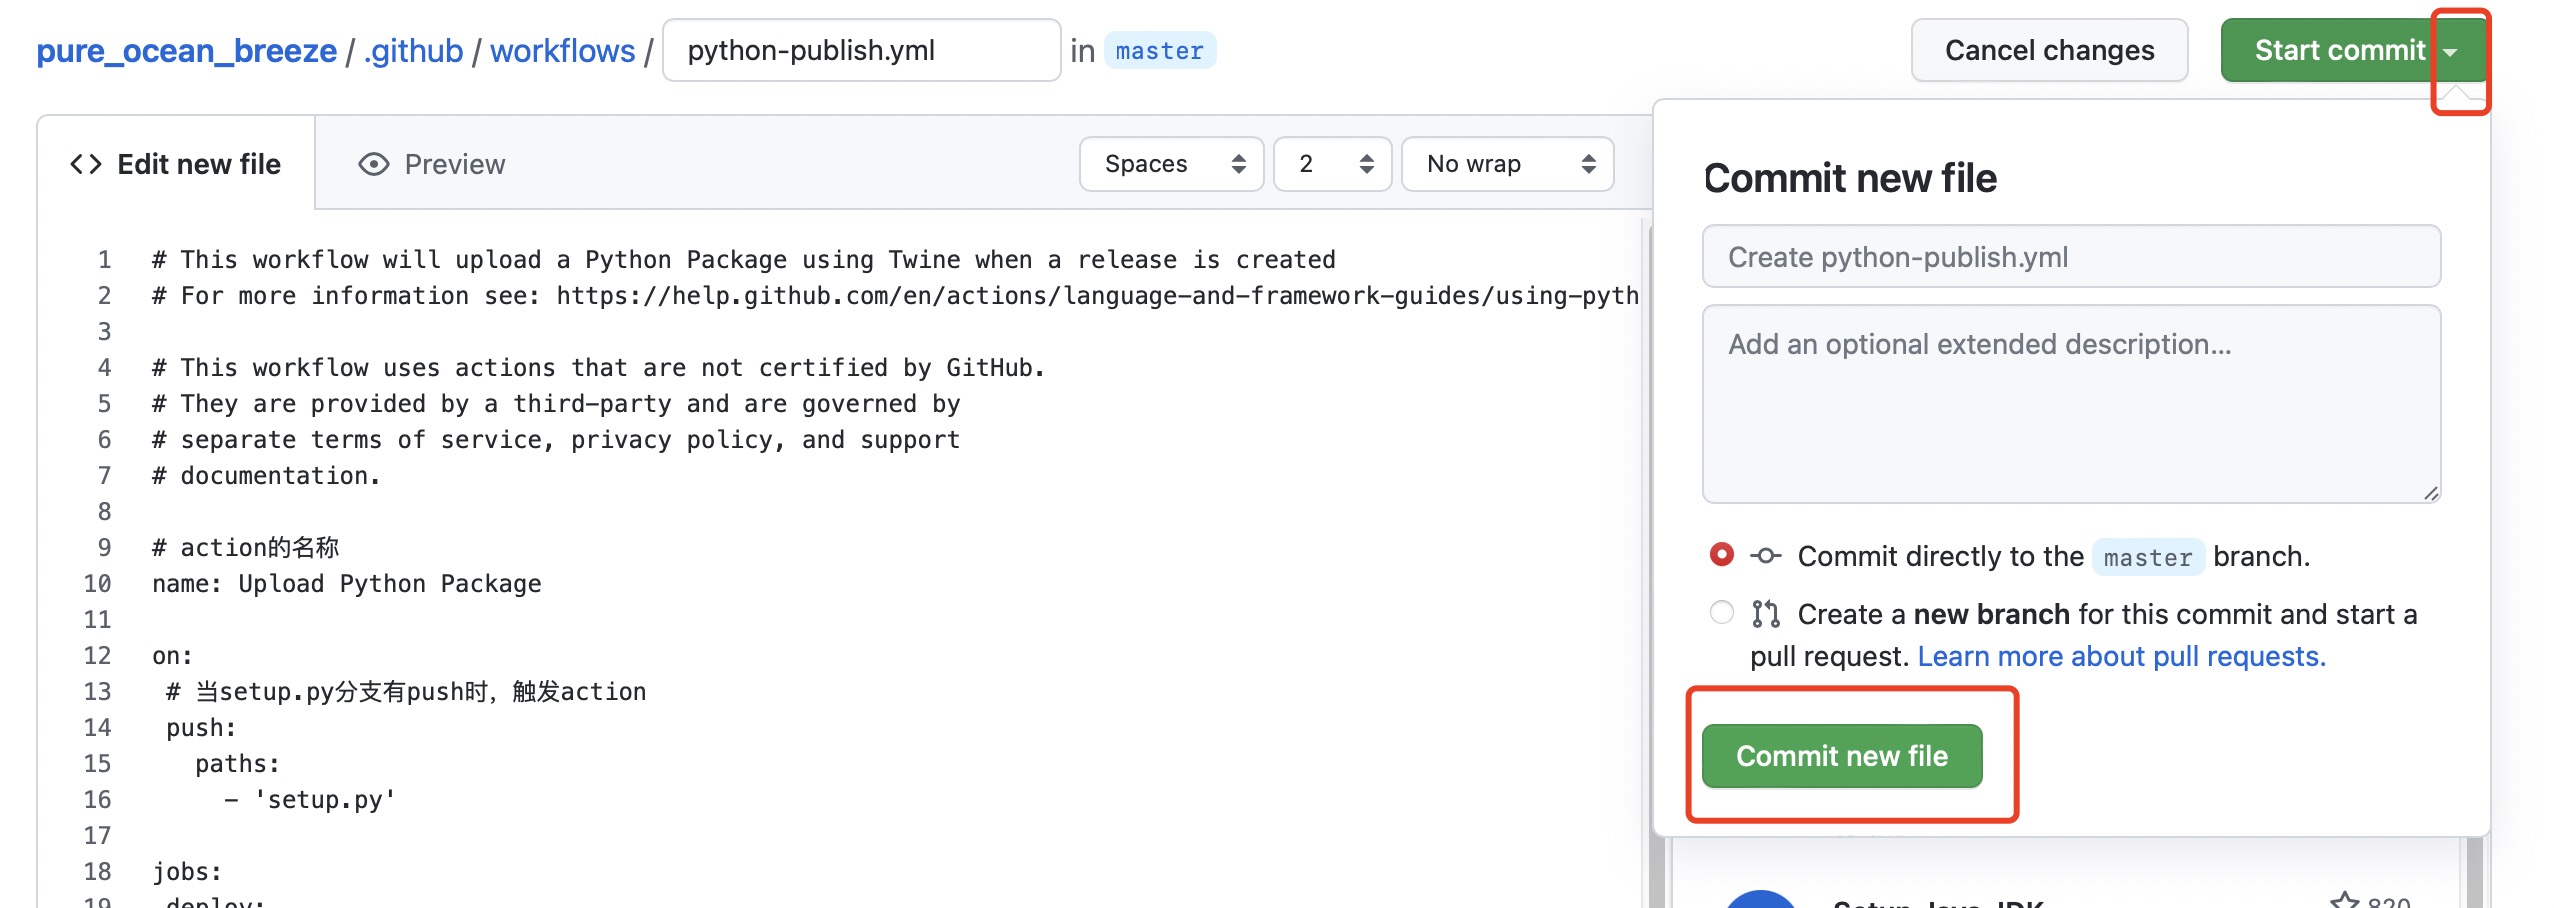 pure_ocean_breeze / .github / workflows / python-publish.yml in master Cancel changes Start commit
Edit new file Preview Spaces 2 No wrap
1 # This workflow will upload a Python Package using Twine when a release is created
2 # For more information see: https://help.github.com/en/actions/language-and-framework-guides/using-pyth
3
4 # This workflow uses actions that are not certified by GitHub.
5 # They are provided by a third-party and are governed by
6 # separate terms of service, privacy policy, and support
7 # documentation.
8
9 # action的名称
10 name: Upload Python Package
11
12 on:
13 # 当setup.py分支有push时，触发action
14 push:
15 paths:
16 - 'setup.py'
17
18 jobs:
19 deploy:
Commit new file
Create python-publish.yml
Add an optional extended description...
Commit directly to the master branch.
Create a new branch for this commit and start a
pull request. Learn more about pull requests.
Commit new file
Setup Java JDK 820